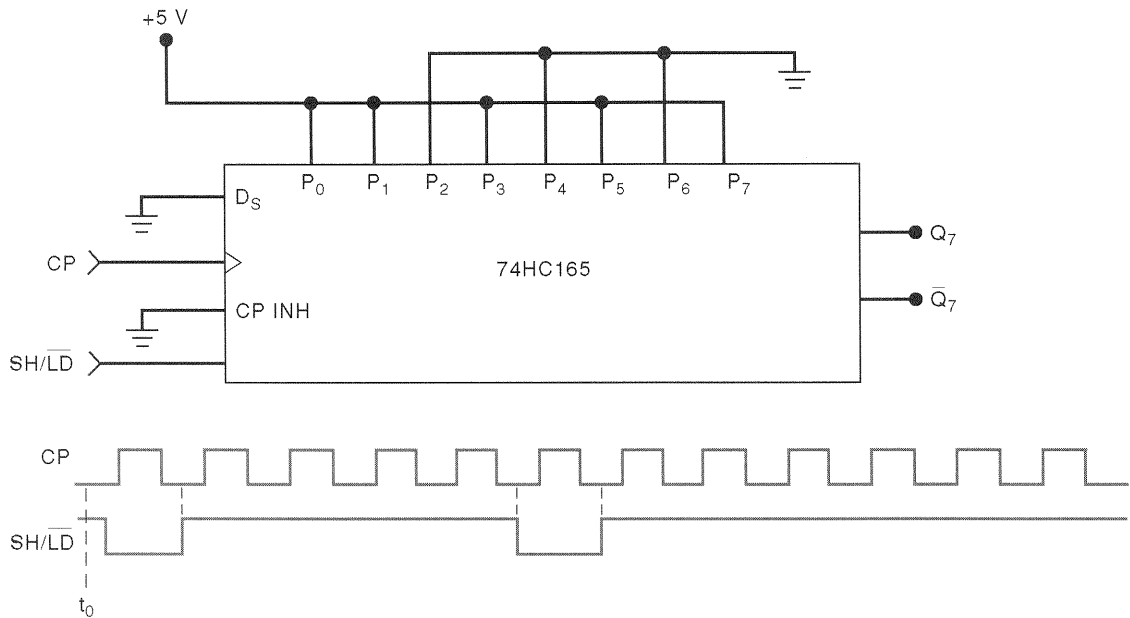 +5 V
P₀ P₁ P₂ P₃ P₄ P₅ P₆ P₇
D_S
CP
74HC165
Q₇
CP INH
Q̅₇
SH/L̅D̅
CP
SH/L̅D̅
t₀